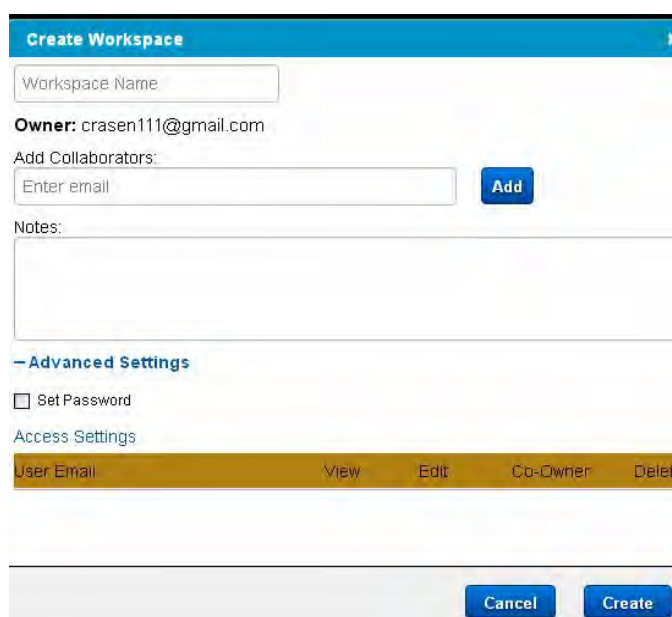 Create Workspace
Workspace Name
Owner: crasen111@gmail.com
Add Collaborators:
Enter email Add
Notes:
– Advanced Settings
Set Password
Access Settings
User Email View Edit Co-Owner Delet
Cancel Create